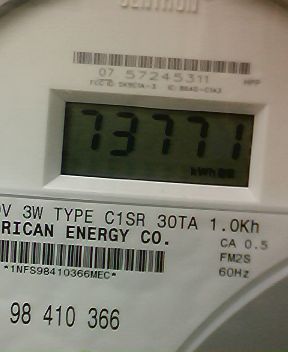 07 57245311
73771
kWh
V 3W TYPE C1SR 30TA 1.0Kh
RICAN ENERGY CO.
CA 0.5
FM2S
60Hz
*1NFS98410366MEC*
98 410 366